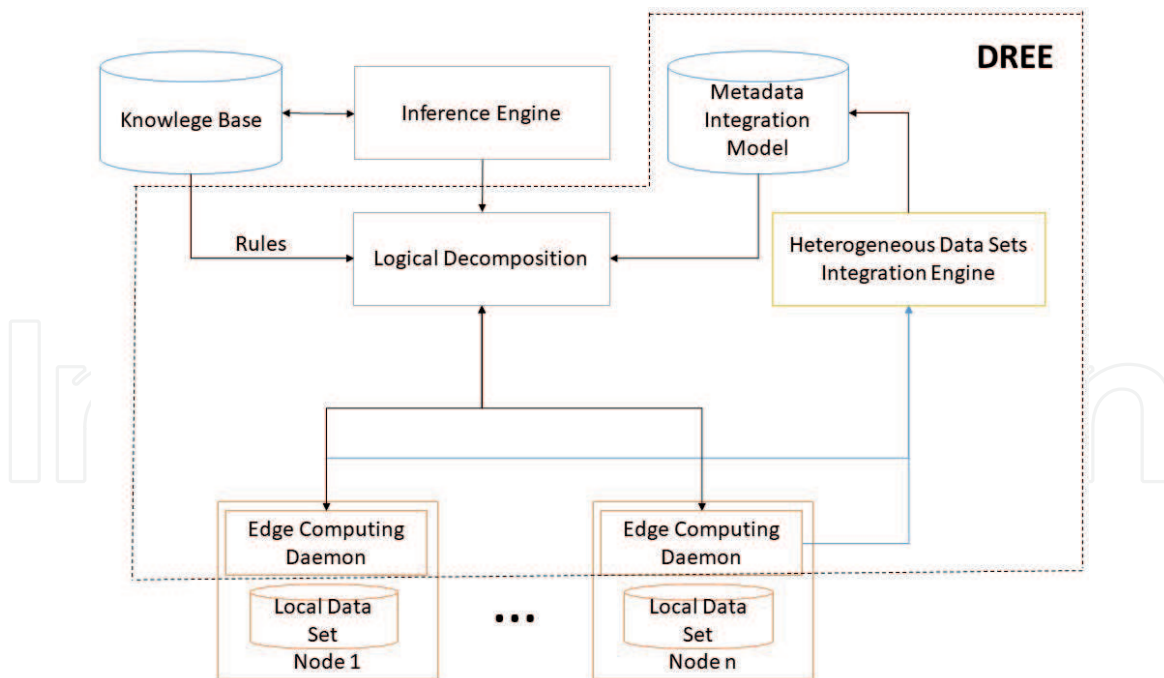 DREE
Knowlege Base
Inference Engine
Metadata
Integration
Model
Rules
Logical Decomposition
Heterogeneous Data Sets
Integration Engine
Edge Computing
Daemon
Edge Computing
Daemon
Local Data
Set
Node 1
...
Local Data
Set
Node n